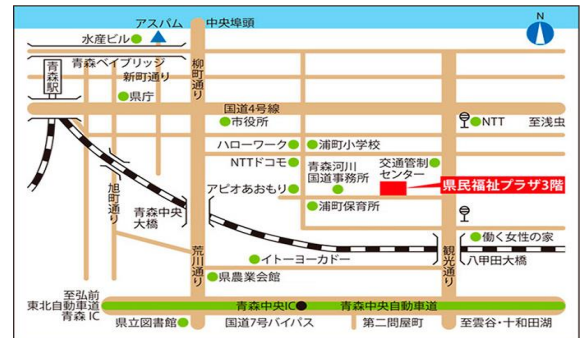 アスパム
中央埠頭
N
水産ビル
青森ベイブリッジ
新町通り
柳町通り
青森駅
県庁
国道4号線
市役所
NTT
至浅虫
ハローワーク
浦町小学校
NTTドコモ
青森河川
国道事務所
交通管制
センター
アピオあおもり
県民福祉プラザ3階
旭町通り
青森中央
大橋
浦町保育所
荒川通り
観光通り
働く女性の家
イトーヨーカドー
八甲田大橋
県農業会館
至弘前
東北自動車道
青森IC
青森中央IC
青森中央自動車道
県立図書館
国道7号バイパス
第二問屋町
至雲谷・十和田湖